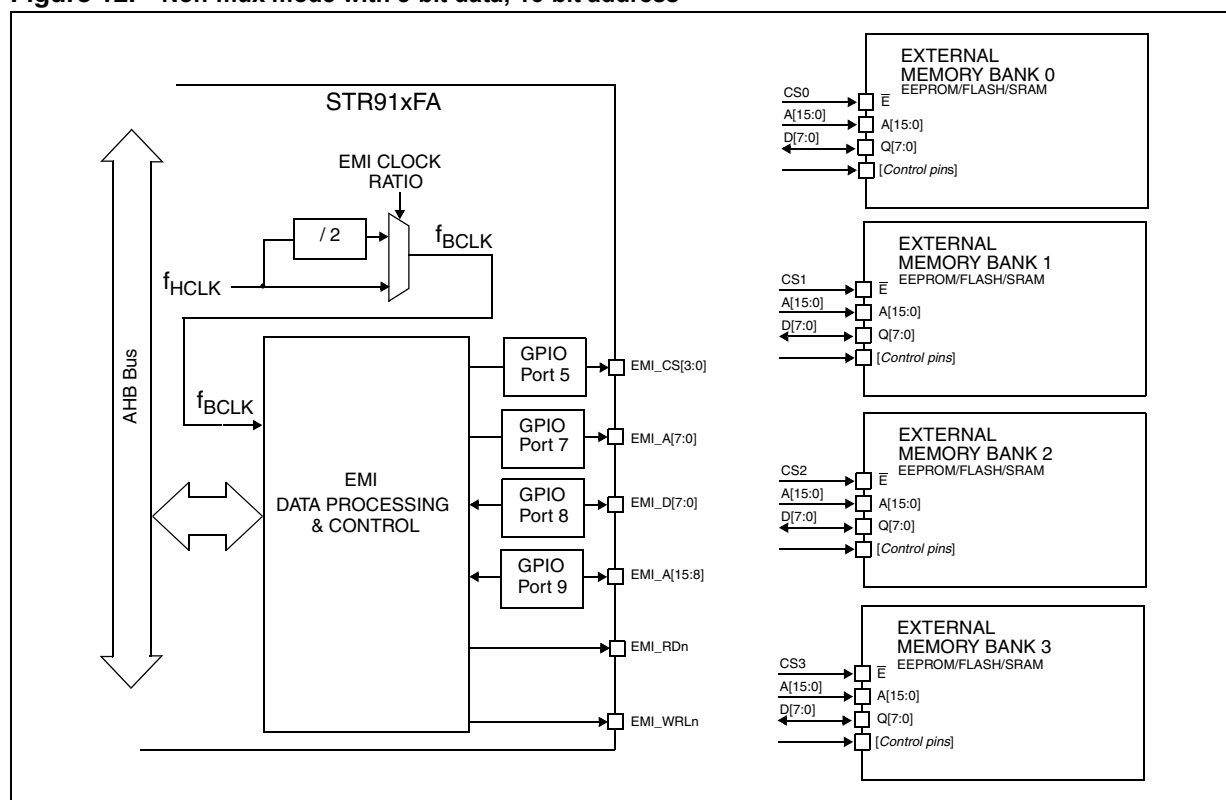 Figure 12. Non-mux mode with 8-bit data, 16-bit address
STR91xFA
EMI CLOCK
RATIO
/ 2
fBCLK
fHCLK
AHB Bus
fBCLK
EMI
DATA PROCESSING
& CONTROL
GPIO
Port 5
EMI_CS[3:0]
GPIO
Port 7
EMI_A[7:0]
GPIO
Port 8
EMI_D[7:0]
GPIO
Port 9
EMI_A[15:8]
EMI_RDn
EMI_WRLn
EXTERNAL
MEMORY BANK 0
EEPROM/FLASH/SRAM
CS0
E
A[15:0]
A[15:0]
D[7:0]
Q[7:0]
[Control pins]
EXTERNAL
MEMORY BANK 1
EEPROM/FLASH/SRAM
CS1
E
A[15:0]
A[15:0]
D[7:0]
Q[7:0]
[Control pins]
EXTERNAL
MEMORY BANK 2
EEPROM/FLASH/SRAM
CS2
E
A[15:0]
A[15:0]
D[7:0]
Q[7:0]
[Control pins]
EXTERNAL
MEMORY BANK 3
EEPROM/FLASH/SRAM
CS3
E
A[15:0]
A[15:0]
D[7:0]
Q[7:0]
[Control pins]